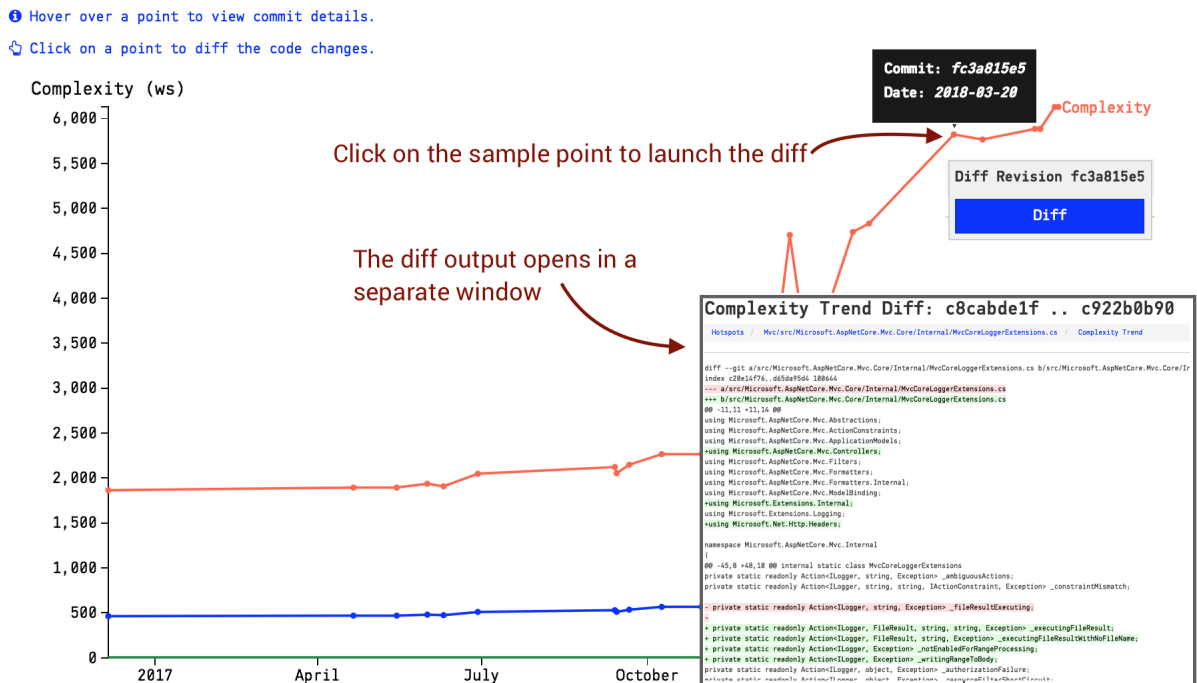 Hover over a point to view commit details.
Click on a point to diff the code changes.
Complexity (ws)
Commit: fc3a815e5
Date: 2018-03-20
Complexity
6,000
5,500
5,000
4,500
4,000
3,500
3,000
2,500
2,000
1,500
1,000
500
0
2017
April
July
October
Click on the sample point to launch the diff
Diff Revision fc3a815e5
Diff
The diff output opens in a
separate window
Complexity Trend Diff: c8cabde1f .. c922b0b90
Hotspots / Mvc/src/Microsoft.AspNetCore.Mvc.Core/Internal/MvcCoreLoggerExtensions.cs / Complexity Trend
diff --git a/src/Microsoft.AspNetCore.Mvc.Core/Internal/MvcCoreLoggerExtensions.cs b/src/Microsoft.AspNetCore.Mvc.Core/Ir
index c20e14f76..d65da95d4 100644
--- a/src/Microsoft.AspNetCore.Mvc.Core/Internal/MvcCoreLoggerExtensions.cs
+++ b/src/Microsoft.AspNetCore.Mvc.Core/Internal/MvcCoreLoggerExtensions.cs
@@ -11,11 +11,14 @@
using Microsoft.AspNetCore.Mvc.Abstractions;
using Microsoft.AspNetCore.Mvc.ActionConstraints;
using Microsoft.AspNetCore.Mvc.ApplicationModels;
+using Microsoft.AspNetCore.Mvc.Controllers;
using Microsoft.AspNetCore.Mvc.Filters;
using Microsoft.AspNetCore.Mvc.Formatters;
using Microsoft.AspNetCore.Mvc.Formatters.Internal;
using Microsoft.AspNetCore.Mvc.ModelBinding;
+using Microsoft.Extensions.Internal;
using Microsoft.Extensions.Logging;
+using Microsoft.Net.Http.Headers;
namespace Microsoft.AspNetCore.Mvc.Internal
{
@@ -45,8 +48,10 @@ internal static class MvcCoreLoggerExtensions
private static readonly Action<ILogger, string, Exception> _ambiguousActions;
private static readonly Action<ILogger, string, string, IActionConstraint, Exception> _constraintMismatch;
- private static readonly Action<ILogger, string, Exception> _fileResultExecuting;
-
+ private static readonly Action<ILogger, FileResult, string, string, Exception> _executingFileResult;
+ private static readonly Action<ILogger, FileResult, string, Exception> _executingFileResultWithNoFileName;
+ private static readonly Action<ILogger, Exception> _notEnabledForRangeProcessing;
+ private static readonly Action<ILogger, Exception> _writingRangeToBody;
private static readonly Action<ILogger, object, Exception> _authorizationFailure;
private static readonly Action<ILogger, object, Exception> _resourceFilterShortCircuit;